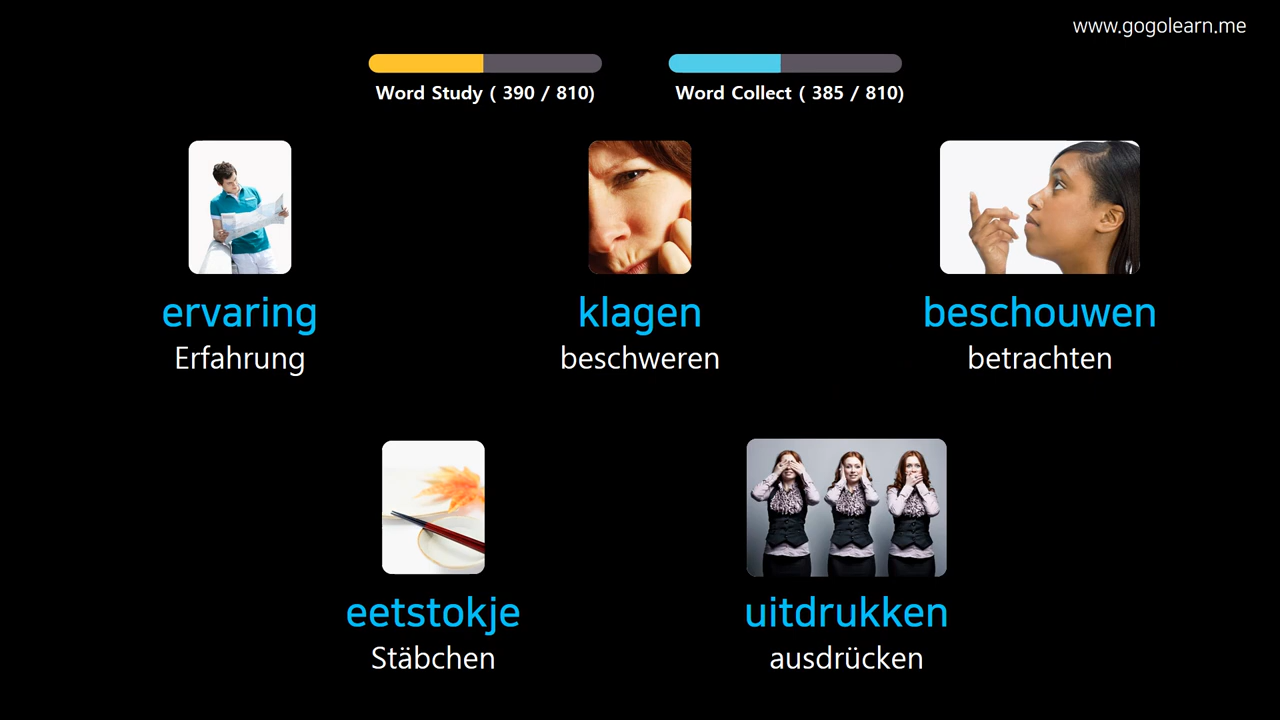 www.gogolearn.me
Word Study ( 390 / 810)
Word Collect ( 385 / 810)
ervaring
Erfahrung
klagen
beschweren
beschouwen
betrachten
eetstokje
Stäbchen
uitdrukken
ausdrücken